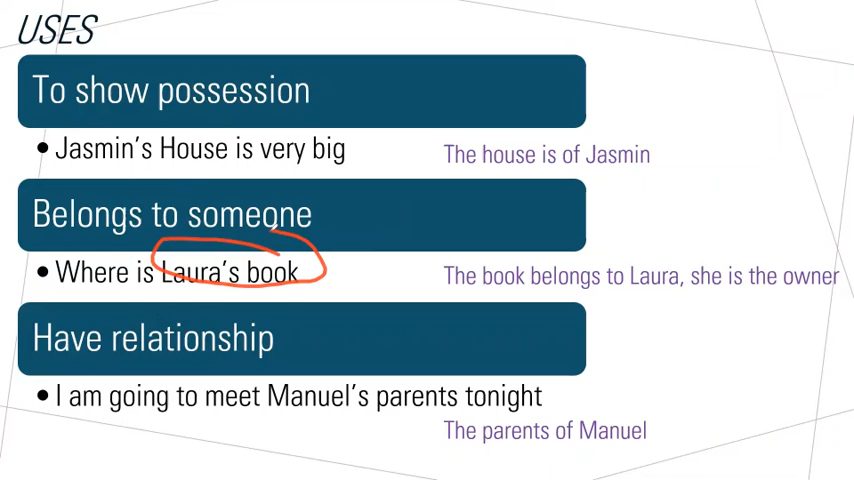 USES
To show possession
• Jasmin's House is very big
The house is of Jasmin
Belongs to someone
• Where is Laura's book
The book belongs to Laura, she is the owner
Have relationship
• I am going to meet Manuel's parents tonight
The parents of Manuel